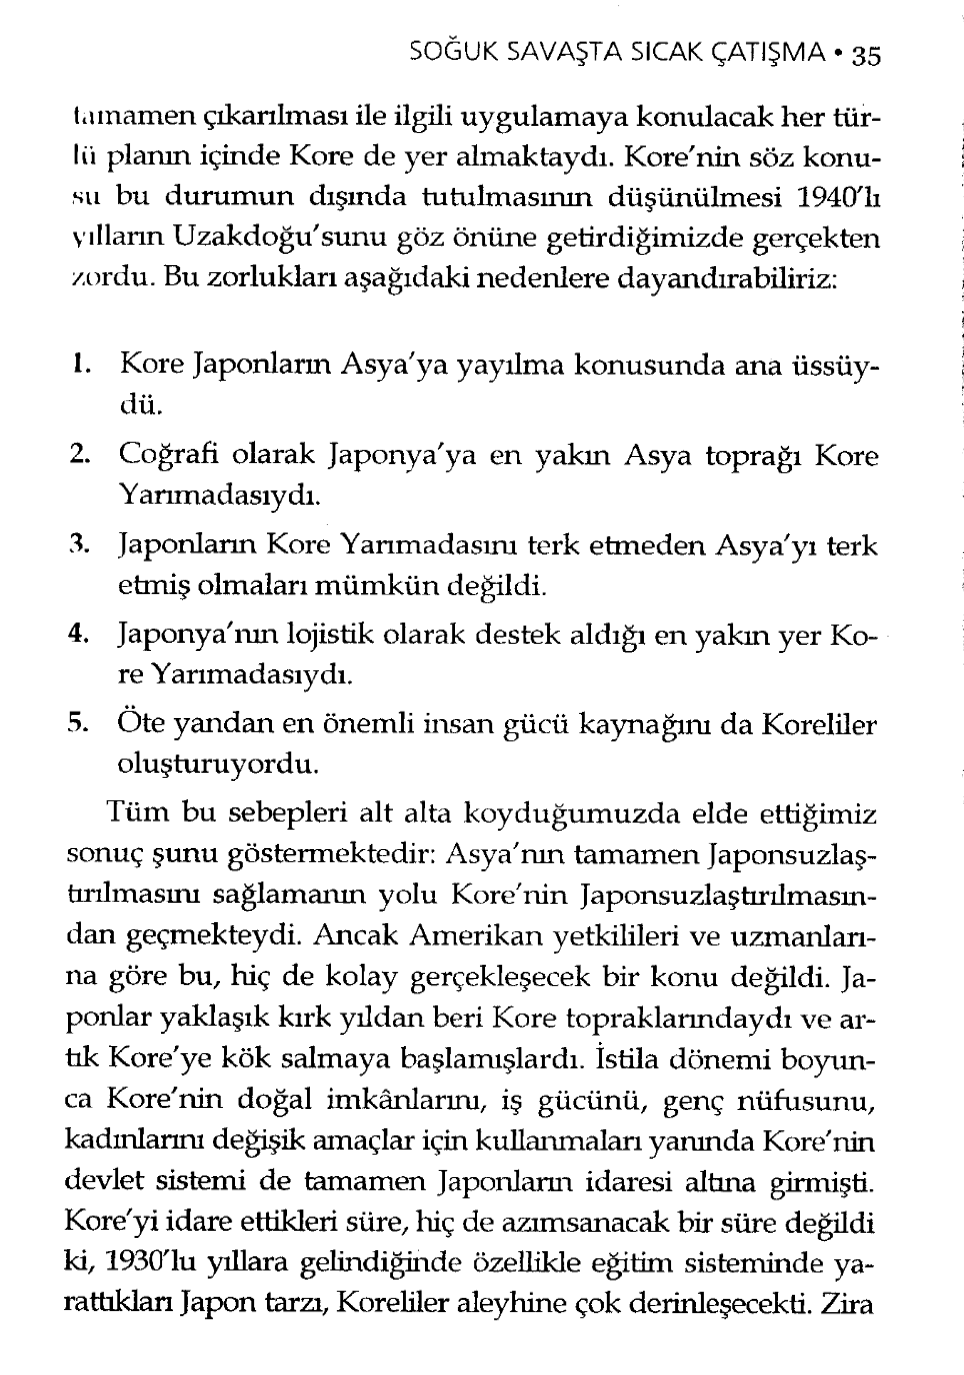 SOĞUK SAVAŞTA SICAK ÇATIŞMA • 35
tamamen çıkarılması ile ilgili uygulamaya konulacak her tür-
lü planın içinde Kore de yer almaktaydı. Kore'nin söz konu-
su bu durumun dışında tutulmasının düşünülmesi 1940'lı
yılların Uzakdoğu'sunu göz önüne getirdiğimizde gerçekten
zordu. Bu zorlukları aşağıdaki nedenlere dayandırabiliriz:
1. Kore Japonların Asya'ya yayılma konusunda ana üssüy-
dü.
2. Coğrafi olarak Japonya'ya en yakın Asya toprağı Kore
Yarımadasıydı.
3. Japonların Kore Yarımadasını terk etmeden Asya'yı terk
etmiş olmaları mümkün değildi.
4. Japonya'nın lojistik olarak destek aldığı en yakın yer Ko-
re Yarımadasıydı.
5. Öte yandan en önemli insan gücü kaynağını da Koreliler
oluşturuyordu.
Tüm bu sebepleri alt alta koyduğumuzda elde ettiğimiz
sonuç şunu göstermektedir: Asya'nın tamamen Japonsuzlaş-
tırılmasını sağlamanın yolu Kore'nin Japonsuzlaştırılmasın-
dan geçmekteydi. Ancak Amerikan yetkilileri ve uzmanları-
na göre bu, hiç de kolay gerçekleşecek bir konu değildi. Ja-
ponlar yaklaşık kırk yıldan beri Kore topraklarındaydı ve ar-
tık Kore'ye kök salmaya başlamışlardı. İstila dönemi boyun-
ca Kore'nin doğal imkânlarını, iş gücünü, genç nüfusunu,
kadınlarını değişik amaçlar için kullanmaları yanında Kore'nin
devlet sistemi de tamamen Japonların idaresi altına girmişti.
Kore'yi idare ettikleri süre, hiç de azımsanacak bir süre değildi
ki, 1930'lu yıllara gelindiğinde özellikle eğitim sisteminde ya-
rattıkları Japon tarzı, Koreliler aleyhine çok derinleşecekti. Zira